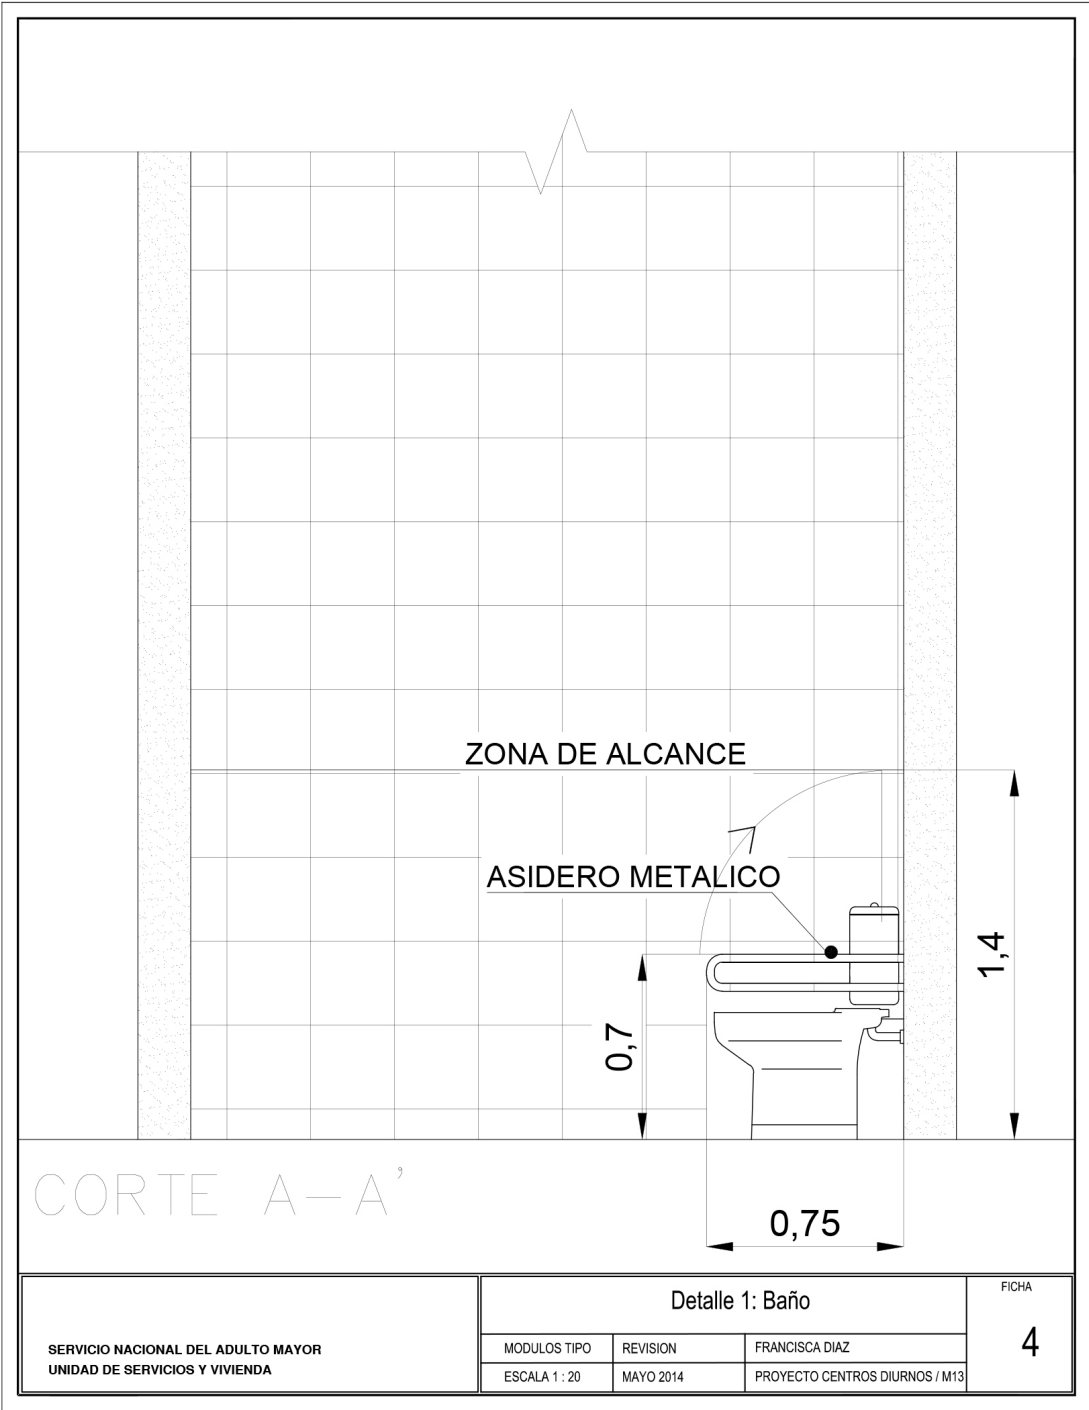 ZONA DE ALCANCE
ASIDERO METALICO
1,4
0,7
CORTE A-A'
0,75
Detalle 1: Baño
FICHA
4
SERVICIO NACIONAL DEL ADULTO MAYOR
UNIDAD DE SERVICIOS Y VIVIENDA
MODULOS TIPO
REVISION
FRANCISCA DIAZ
ESCALA 1 : 20
MAYO 2014
PROYECTO CENTROS DIURNOS / M13